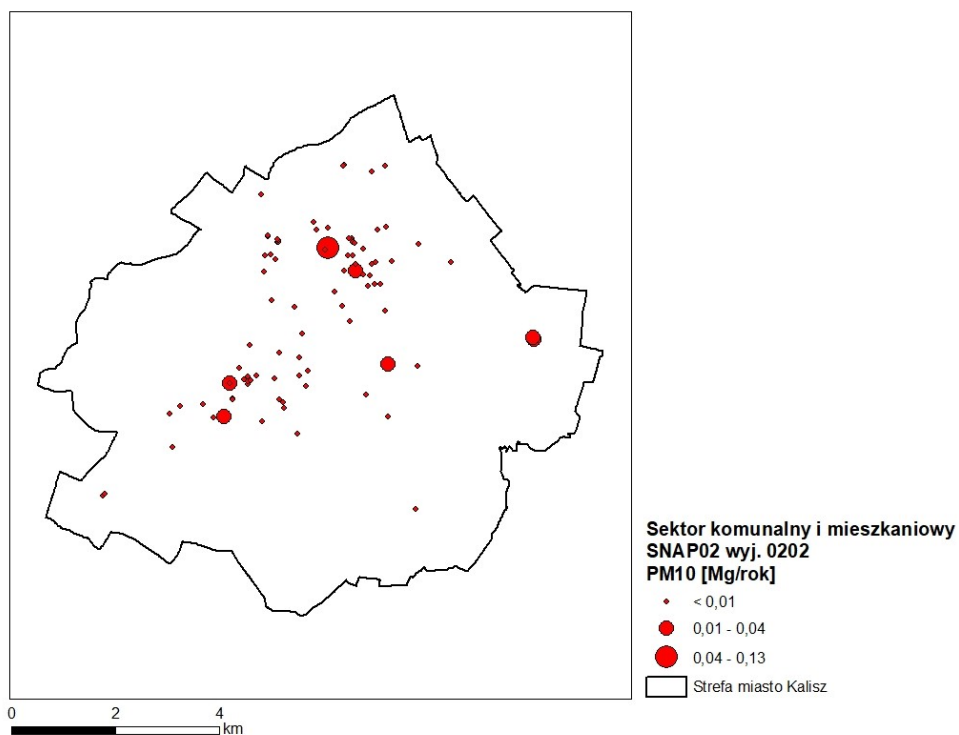 Sektor komunalny i mieszkaniowy
SNAP02 wyj. 0202
PM10 [Mg/rok]
< 0,01
0,01 - 0,04
0,04 - 0,13
Strefa miasto Kalisz
0 2 4
km